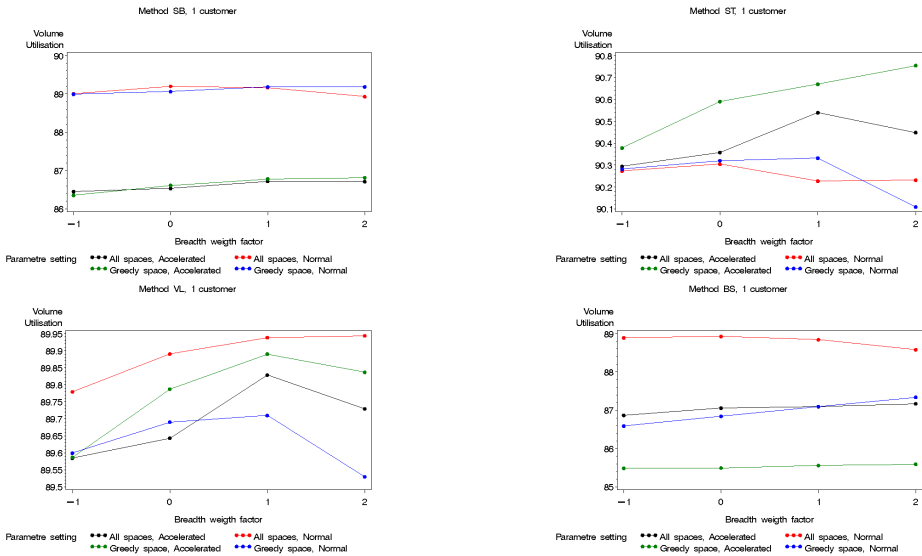 Method SB, 1 customer
Volume
Utilisation
90
89
88
87
86
−1 0 1 2
Breadth weigth factor
Parametre setting All spaces, Accelerated All spaces, Normal
Greedy space, Accelerated Greedy space, Normal
Method ST, 1 customer
Volume
Utilisation
90.8
90.7
90.6
90.5
90.4
90.3
90.2
90.1
−1 0 1 2
Breadth weigth factor
Parametre setting All spaces, Accelerated All spaces, Normal
Greedy space, Accelerated Greedy space, Normal
Method VL, 1 customer
Volume
Utilisation
89.95
89.9
89.85
89.8
89.75
89.7
89.65
89.6
89.55
89.5
−1 0 1 2
Breadth weigth factor
Parametre setting All spaces, Accelerated All spaces, Normal
Greedy space, Accelerated Greedy space, Normal
Method BS, 1 customer
Volume
Utilisation
89
88
87
86
85
−1 0 1 2
Breadth weigth factor
Parametre setting All spaces, Accelerated All spaces, Normal
Greedy space, Accelerated Greedy space, Normal